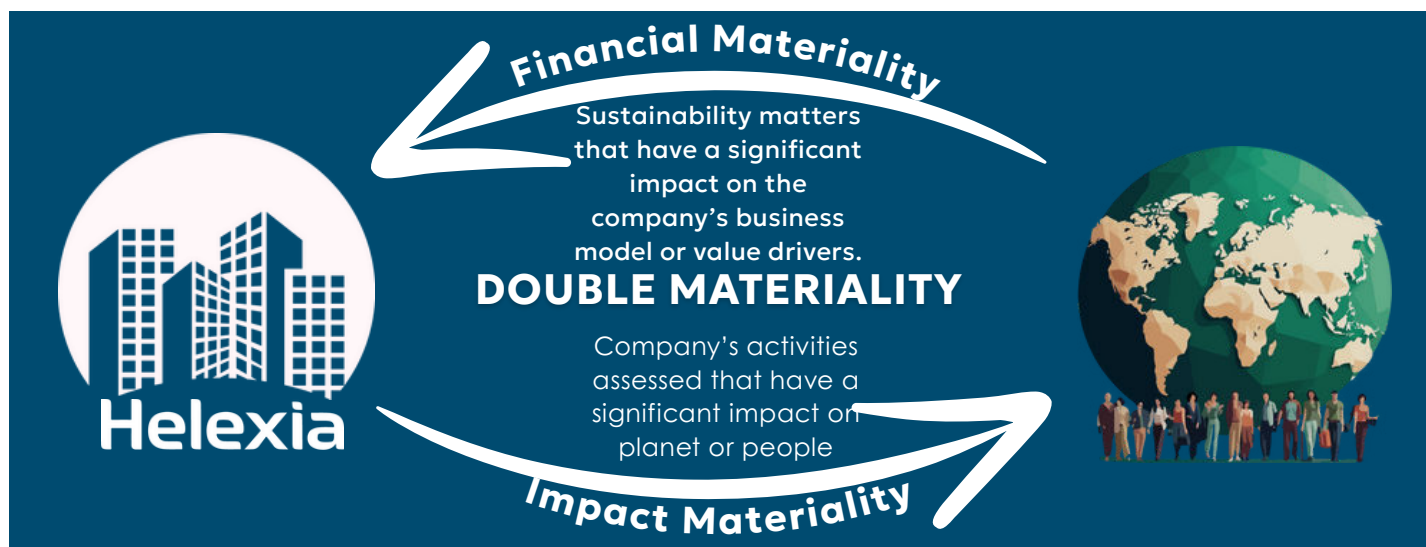 Financial Materiality
Sustainability matters
that have a significant
impact on the
company’s business
model or value drivers.
DOUBLE MATERIALITY
Company’s activities
assessed that have a
significant impact on
planet or people
Helexia
Impact Materiality